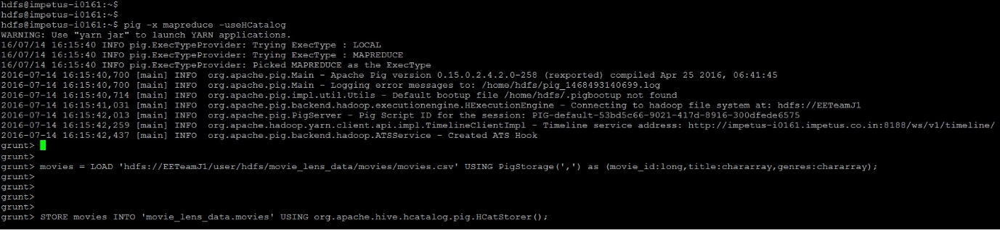 hdfs@impetus-i0161:~$
hdfs@impetus-i0161:~$
hdfs@impetus-i0161:~$ pig -x mapreduce -useHCatalog
WARNING: Use "yarn jar" to launch YARN applications.
16/07/14 16:15:40 INFO pig.ExecTypeProvider: Trying ExecType : LOCAL
16/07/14 16:15:40 INFO pig.ExecTypeProvider: Trying ExecType : MAPREDUCE
16/07/14 16:15:40 INFO pig.ExecTypeProvider: Picked MAPREDUCE as the ExecType
2016-07-14 16:15:40,700 [main] INFO  org.apache.pig.Main - Apache Pig version 0.15.0.2.4.2.0-258 (rexported) compiled Apr 25 2016, 06:41:45
2016-07-14 16:15:40,700 [main] INFO  org.apache.pig.Main - Logging error messages to: /home/hdfs/pig_1468493140699.log
2016-07-14 16:15:40,714 [main] INFO  org.apache.pig.impl.util.Utils - Default bootup file /home/hdfs/.pigbootup not found
2016-07-14 16:15:41,031 [main] INFO  org.apache.pig.backend.hadoop.executionengine.HExecutionEngine - Connecting to hadoop file system at: hdfs://EETeamJ1
2016-07-14 16:15:42,013 [main] INFO  org.apache.pig.PigServer - Pig Script ID for the session: PIG-default-53bd5c66-9021-417d-8916-300dfede6575
2016-07-14 16:15:42,259 [main] INFO  org.apache.hadoop.yarn.client.api.impl.TimelineClientImpl - Timeline service address: http://impetus-i0161.impetus.co.in:8188/ws/v1/timeline/
2016-07-14 16:15:42,437 [main] INFO  org.apache.pig.backend.hadoop.ATSService - Created ATS Hook
grunt>
grunt>
grunt> movies = LOAD 'hdfs://EETeamJ1/user/hdfs/movie_lens_data/movies/movies.csv' USING PigStorage(',') as (movie_id:long,title:chararray,genres:chararray);
grunt>
grunt>
grunt>
grunt>
grunt> STORE movies INTO 'movie_lens_data.movies' USING org.apache.hive.hcatalog.pig.HCatStorer();